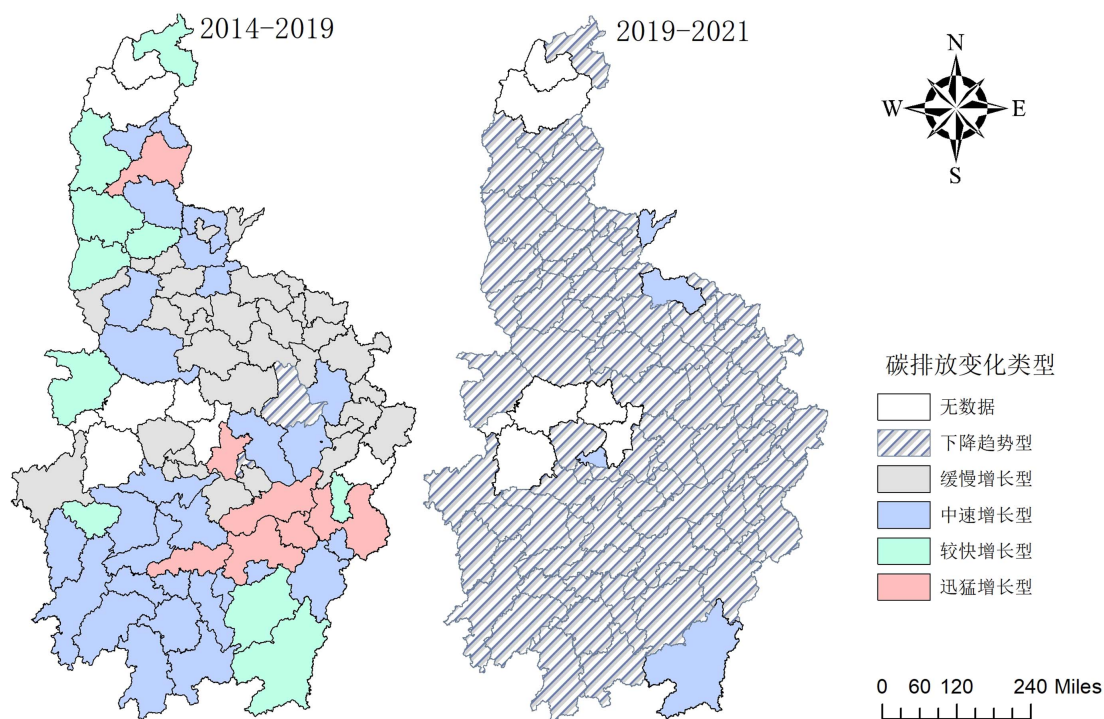 2014-2019
2019-2021
N
W
E
S
碳排放变化类型
无数据
下降趋势型
缓慢增长型
中速增长型
较快增长型
迅猛增长型
0 60 120 240 Miles